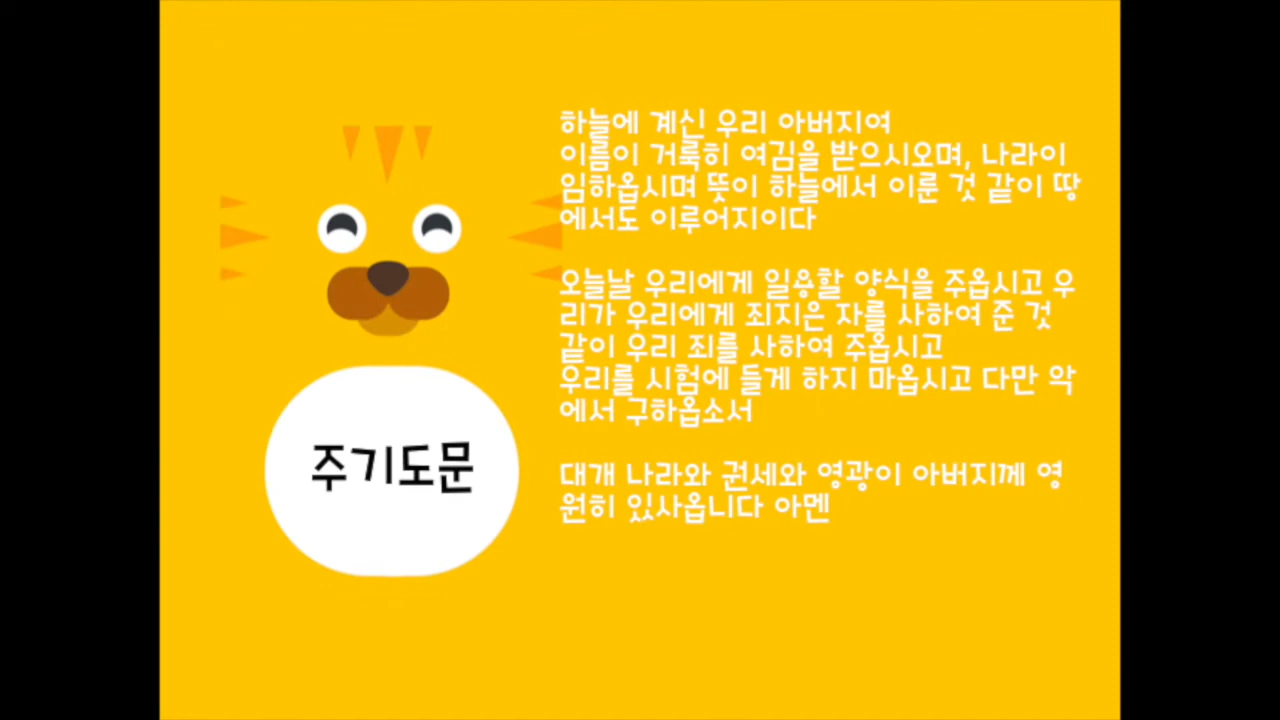 하늘에 계신 우리 아버지여
이름이 거룩히 여김을 받으시오며, 나라이
임하옵시며 뜻이 하늘에서 이룬 것 같이 땅
에서도 이루어지이다
오늘날 우리에게 일용할 양식을 주옵시고 우
리가 우리에게 죄지은 자를 사하여 준 것
같이 우리 죄를 사하여 주옵시고
우리를 시험에 들게 하지 마옵시고 다만 악
에서 구하옵소서
대개 나라와 권세와 영광이 아버지께 영
원히 있사옵니다 아멘
주기도문